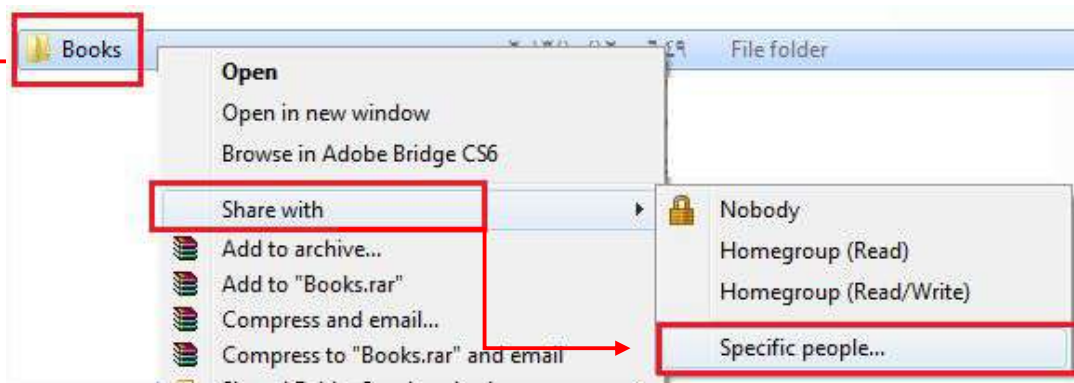 Books
File folder
Open
Open in new window
Browse in Adobe Bridge CS6
Share with
Add to archive...
Add to "Books.rar"
Compress and email...
Compress to "Books.rar" and email
Nobody
Homegroup (Read)
Homegroup (Read/Write)
Specific people...